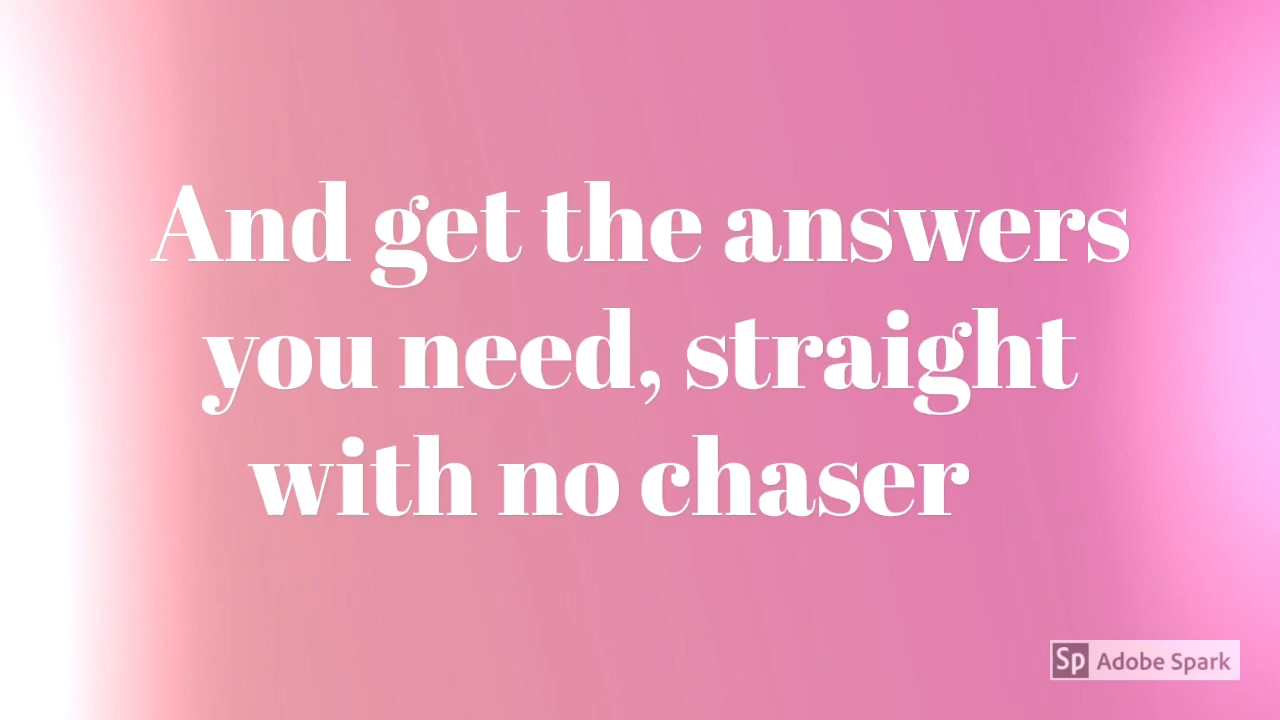 And get the answers
you need, straight
with no chaser
Sp Adobe Spark